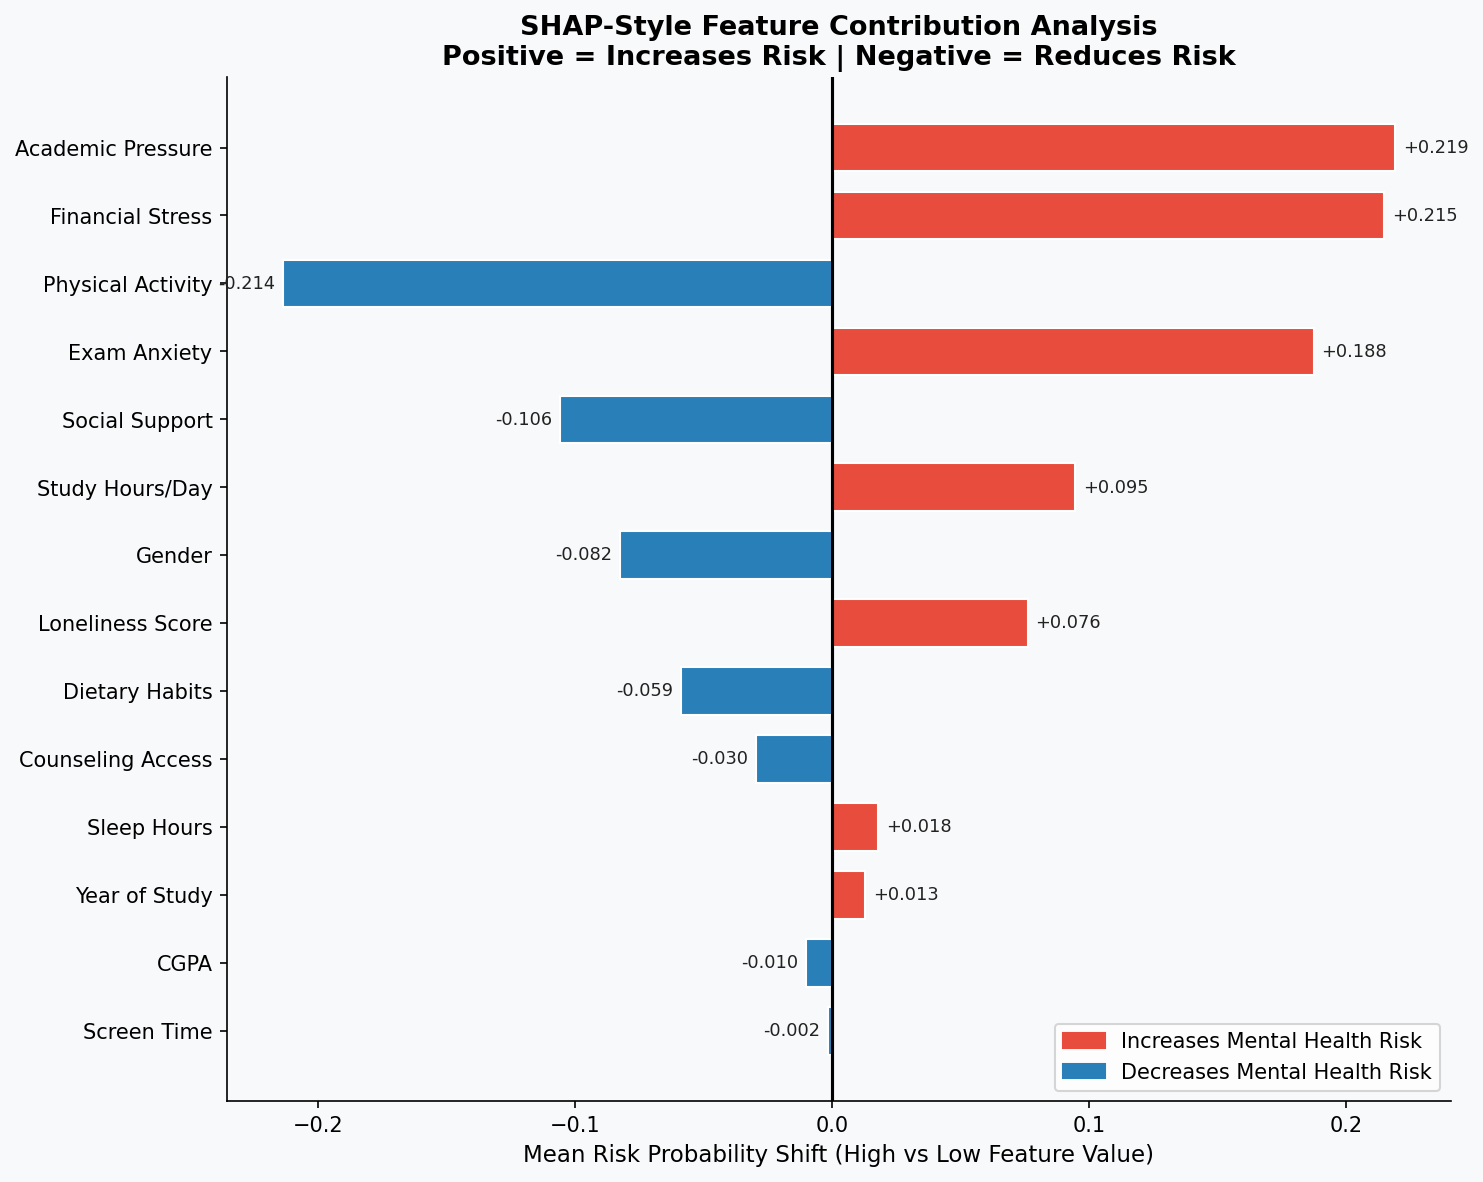 SHAP-Style Feature Contribution Analysis
Positive = Increases Risk | Negative = Reduces Risk
Academic Pressure +0.219
Financial Stress +0.215
Physical Activity -0.214
Exam Anxiety +0.188
Social Support -0.106
Study Hours/Day +0.095
Gender -0.082
Loneliness Score +0.076
Dietary Habits -0.059
Counseling Access -0.030
Sleep Hours +0.018
Year of Study +0.013
CGPA -0.010
Screen Time -0.002
Increases Mental Health Risk
Decreases Mental Health Risk
−0.2 −0.1 0.0 0.1 0.2
Mean Risk Probability Shift (High vs Low Feature Value)